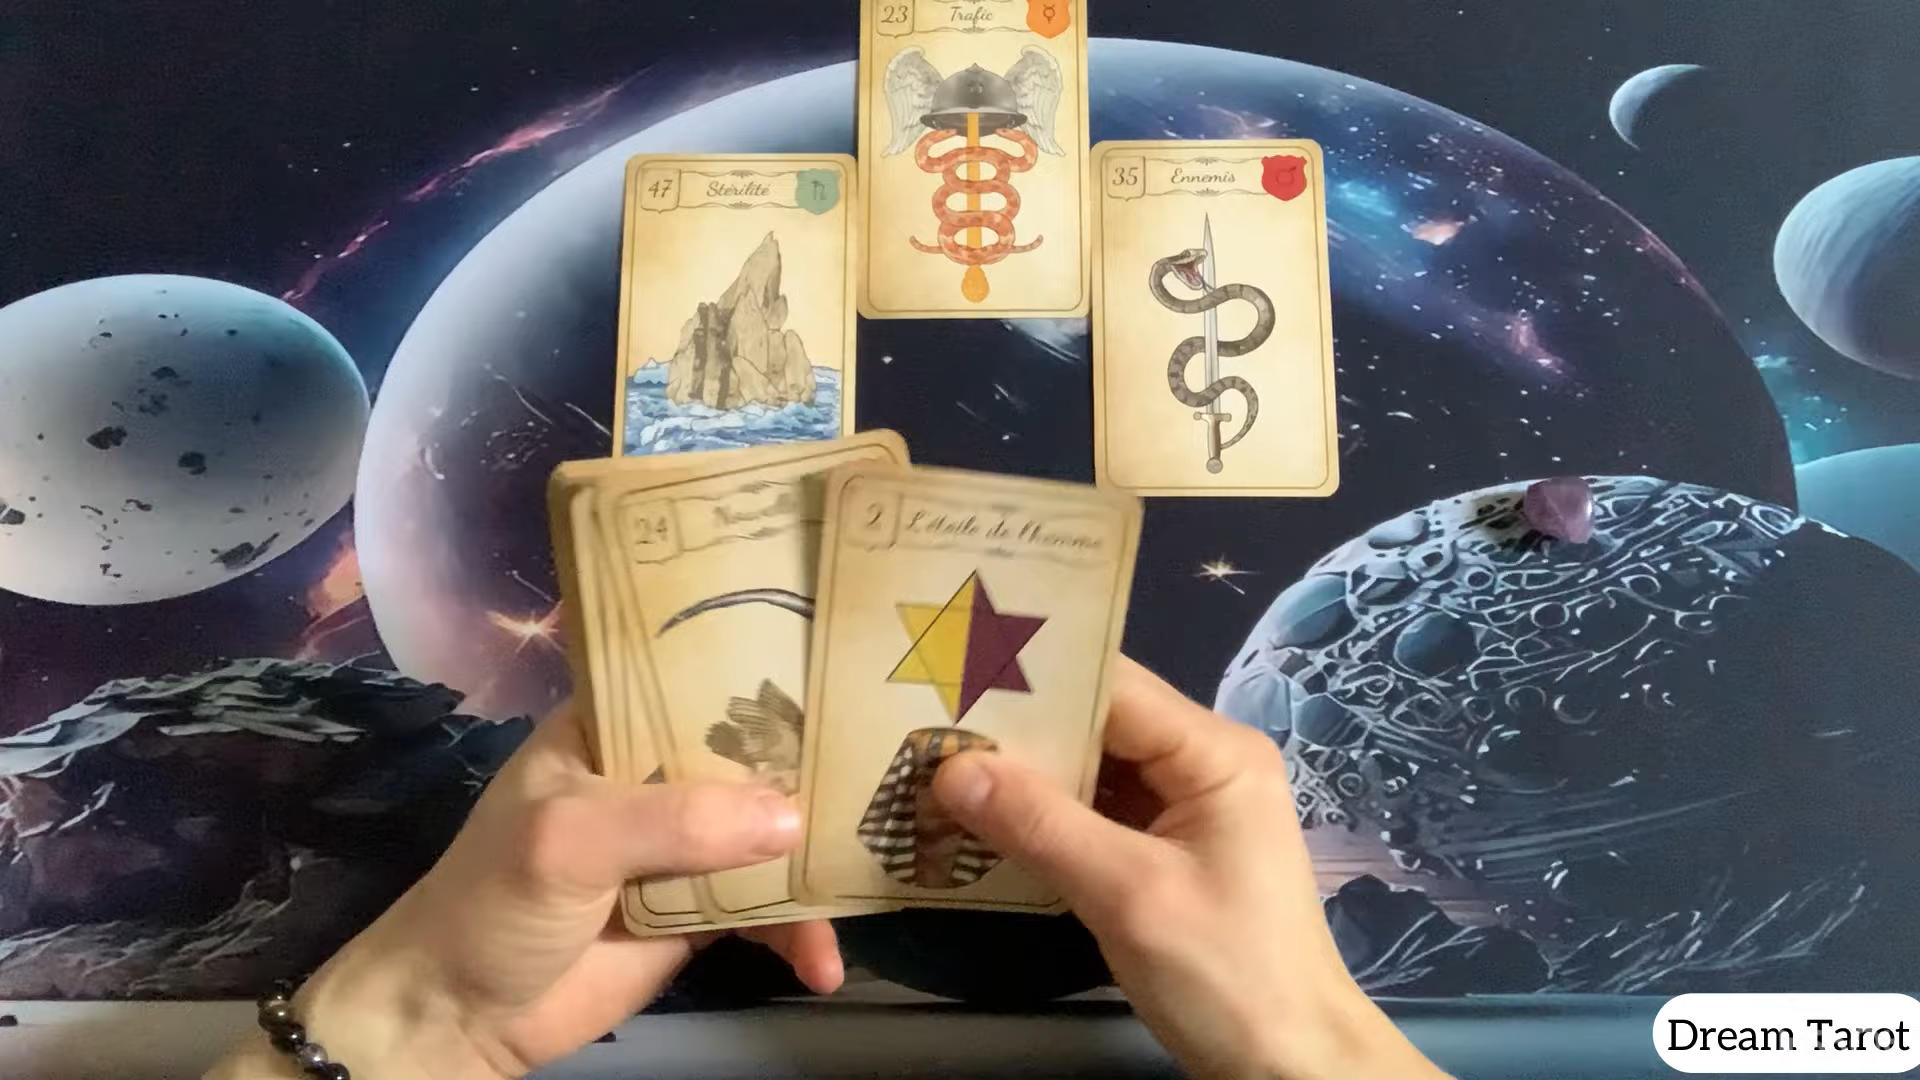 23 Trafic
47 Stérilité
35 Ennemis
24
2 L'étoile de l'homme
Dream Tarot